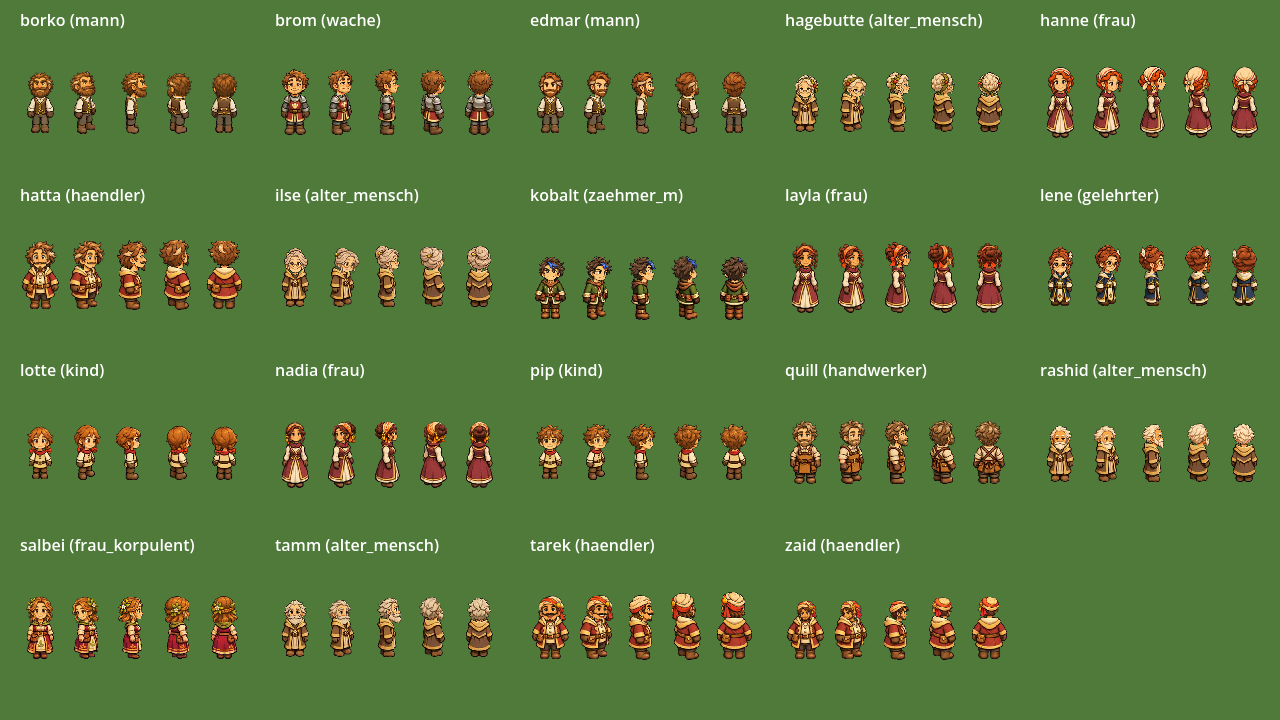 borko (mann)
brom (wache)
edmar (mann)
hagebutte (alter_mensch)
hanne (frau)
hatta (haendler)
ilse (alter_mensch)
kobalt (zaehmer_m)
layla (frau)
lene (gelehrter)
lotte (kind)
nadia (frau)
pip (kind)
quill (handwerker)
rashid (alter_mensch)
salbei (frau_korpulent)
tamm (alter_mensch)
tarek (haendler)
zaid (haendler)